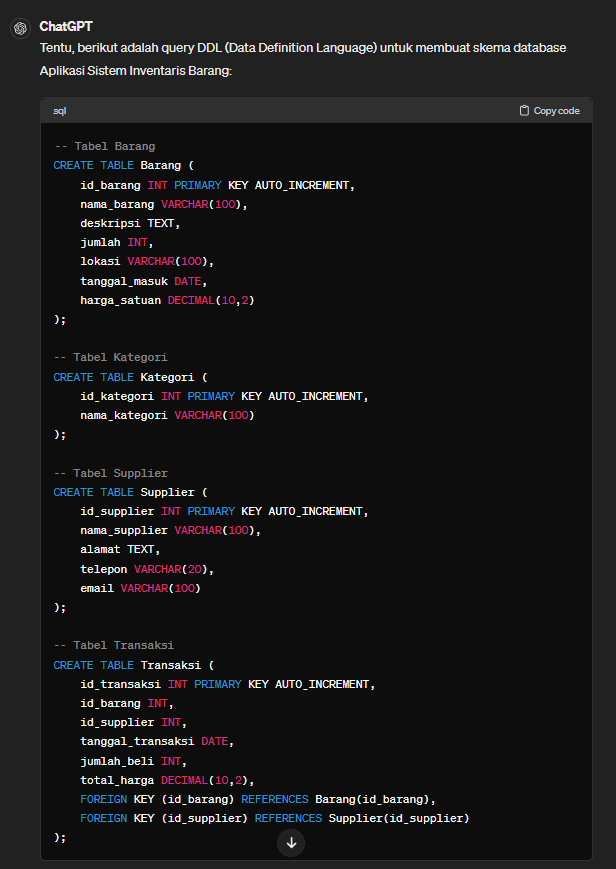 ChatGPT
Tentu, berikut adalah query DDL (Data Definition Language) untuk membuat skema database
Aplikasi Sistem Inventaris Barang:
sql
Copy code
-- Tabel Barang
CREATE TABLE Barang (
    id_barang INT PRIMARY KEY AUTO_INCREMENT,
    nama_barang VARCHAR(100),
    deskripsi TEXT,
    jumlah INT,
    lokasi VARCHAR(100),
    tanggal_masuk DATE,
    harga_satuan DECIMAL(10,2)
);
-- Tabel Kategori
CREATE TABLE Kategori (
    id_kategori INT PRIMARY KEY AUTO_INCREMENT,
    nama_kategori VARCHAR(100)
);
-- Tabel Supplier
CREATE TABLE Supplier (
    id_supplier INT PRIMARY KEY AUTO_INCREMENT,
    nama_supplier VARCHAR(100),
    alamat TEXT,
    telepon VARCHAR(20),
    email VARCHAR(100)
);
-- Tabel Transaksi
CREATE TABLE Transaksi (
    id_transaksi INT PRIMARY KEY AUTO_INCREMENT,
    id_barang INT,
    id_supplier INT,
    tanggal_transaksi DATE,
    jumlah_beli INT,
    total_harga DECIMAL(10,2),
    FOREIGN KEY (id_barang) REFERENCES Barang(id_barang),
    FOREIGN KEY (id_supplier) REFERENCES Supplier(id_supplier)
);